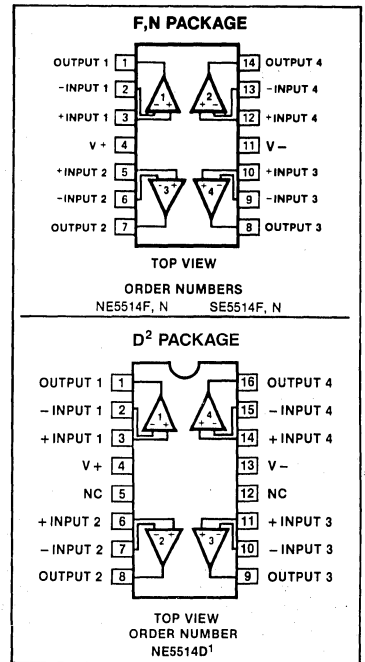 F,N PACKAGE
OUTPUT 1 1 14 OUTPUT 4
-INPUT 1 2 13 -INPUT 4
1 2
- + + -
+INPUT 1 3 12 +INPUT 4
V + 4 11 V -
+INPUT 2 5 10 +INPUT 3
- + + -
3 4
-INPUT 2 6 9 -INPUT 3
OUTPUT 2 7 8 OUTPUT 3
TOP VIEW
ORDER NUMBERS
NE5514F, N SE5514F, N
D² PACKAGE
OUTPUT 1 1 16 OUTPUT 4
- INPUT 1 2 15 - INPUT 4
1 4
- + + -
+ INPUT 1 3 14 + INPUT 4
V + 4 13 V -
NC 5 12 NC
+ INPUT 2 6 11 + INPUT 3
- + + -
2 3
- INPUT 2 7 10 - INPUT 3
OUTPUT 2 8 9 OUTPUT 3
TOP VIEW
ORDER NUMBER
NE5514D¹